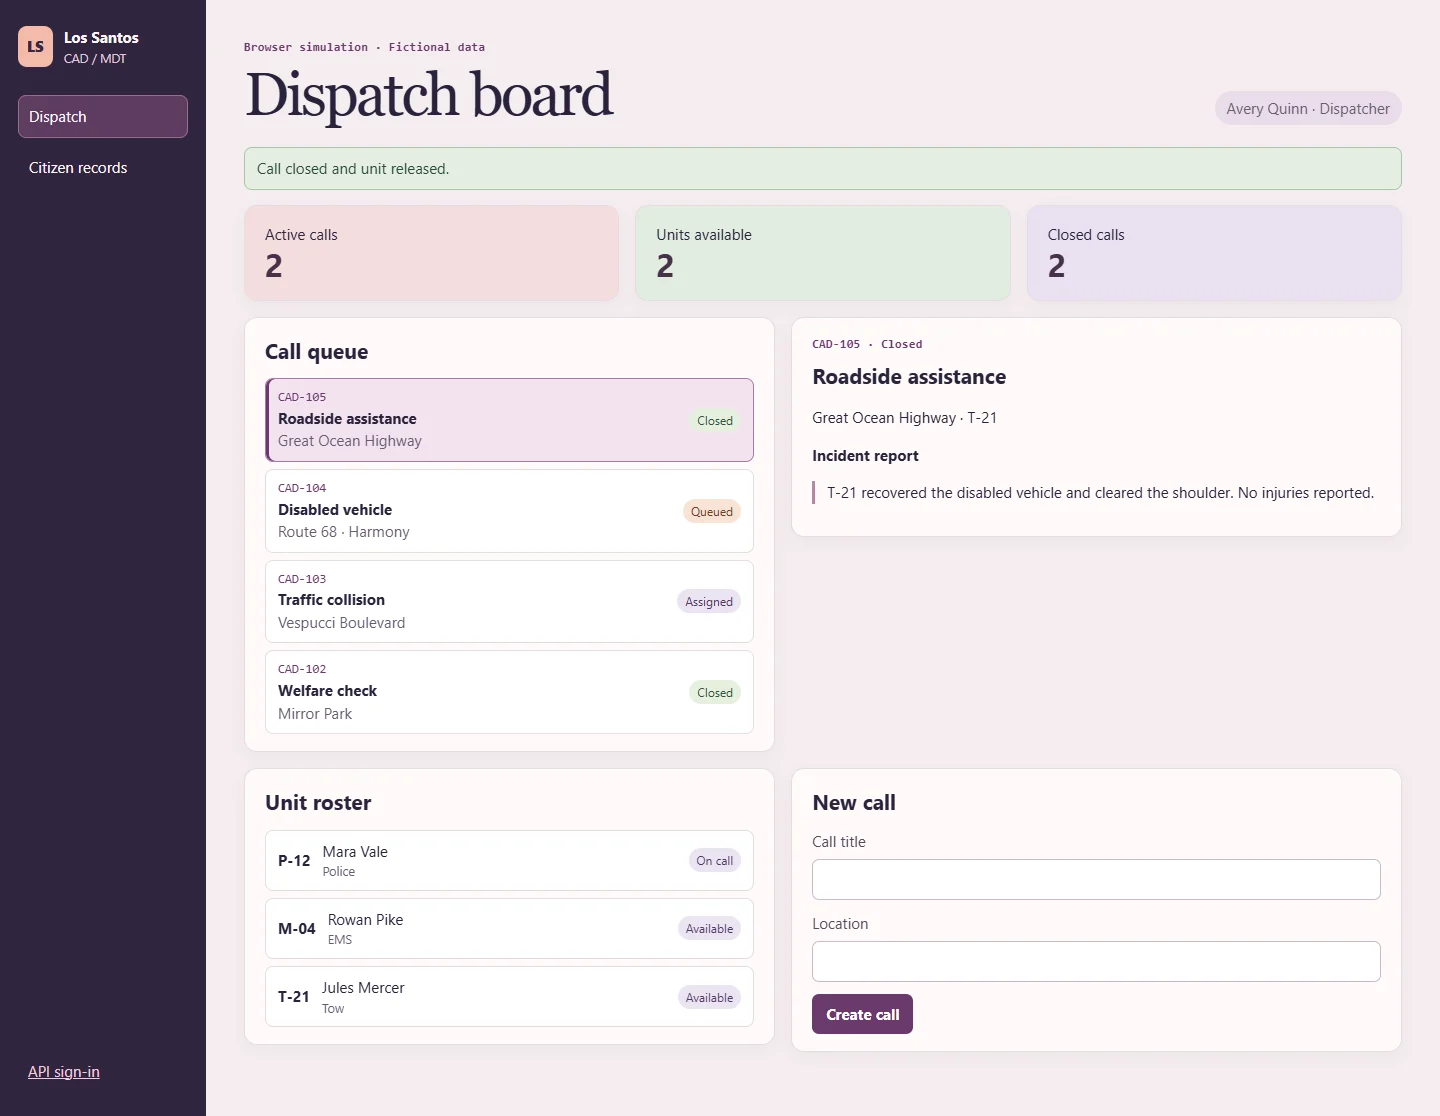 LS
Los Santos
CAD / MDT
Dispatch
Citizen records
API sign-in
Browser simulation · Fictional data
Dispatch board
Avery Quinn · Dispatcher
Call closed and unit released.
Active calls
2
Units available
2
Closed calls
2
Call queue
CAD-105
Roadside assistance
Great Ocean Highway
Closed
CAD-104
Disabled vehicle
Route 68 · Harmony
Queued
CAD-103
Traffic collision
Vespucci Boulevard
Assigned
CAD-102
Welfare check
Mirror Park
Closed
CAD-105 · Closed
Roadside assistance
Great Ocean Highway · T-21
Incident report
T-21 recovered the disabled vehicle and cleared the shoulder. No injuries reported.
Unit roster
P-12
Mara Vale
Police
On call
M-04
Rowan Pike
EMS
Available
T-21
Jules Mercer
Tow
Available
New call
Call title
Location
Create call